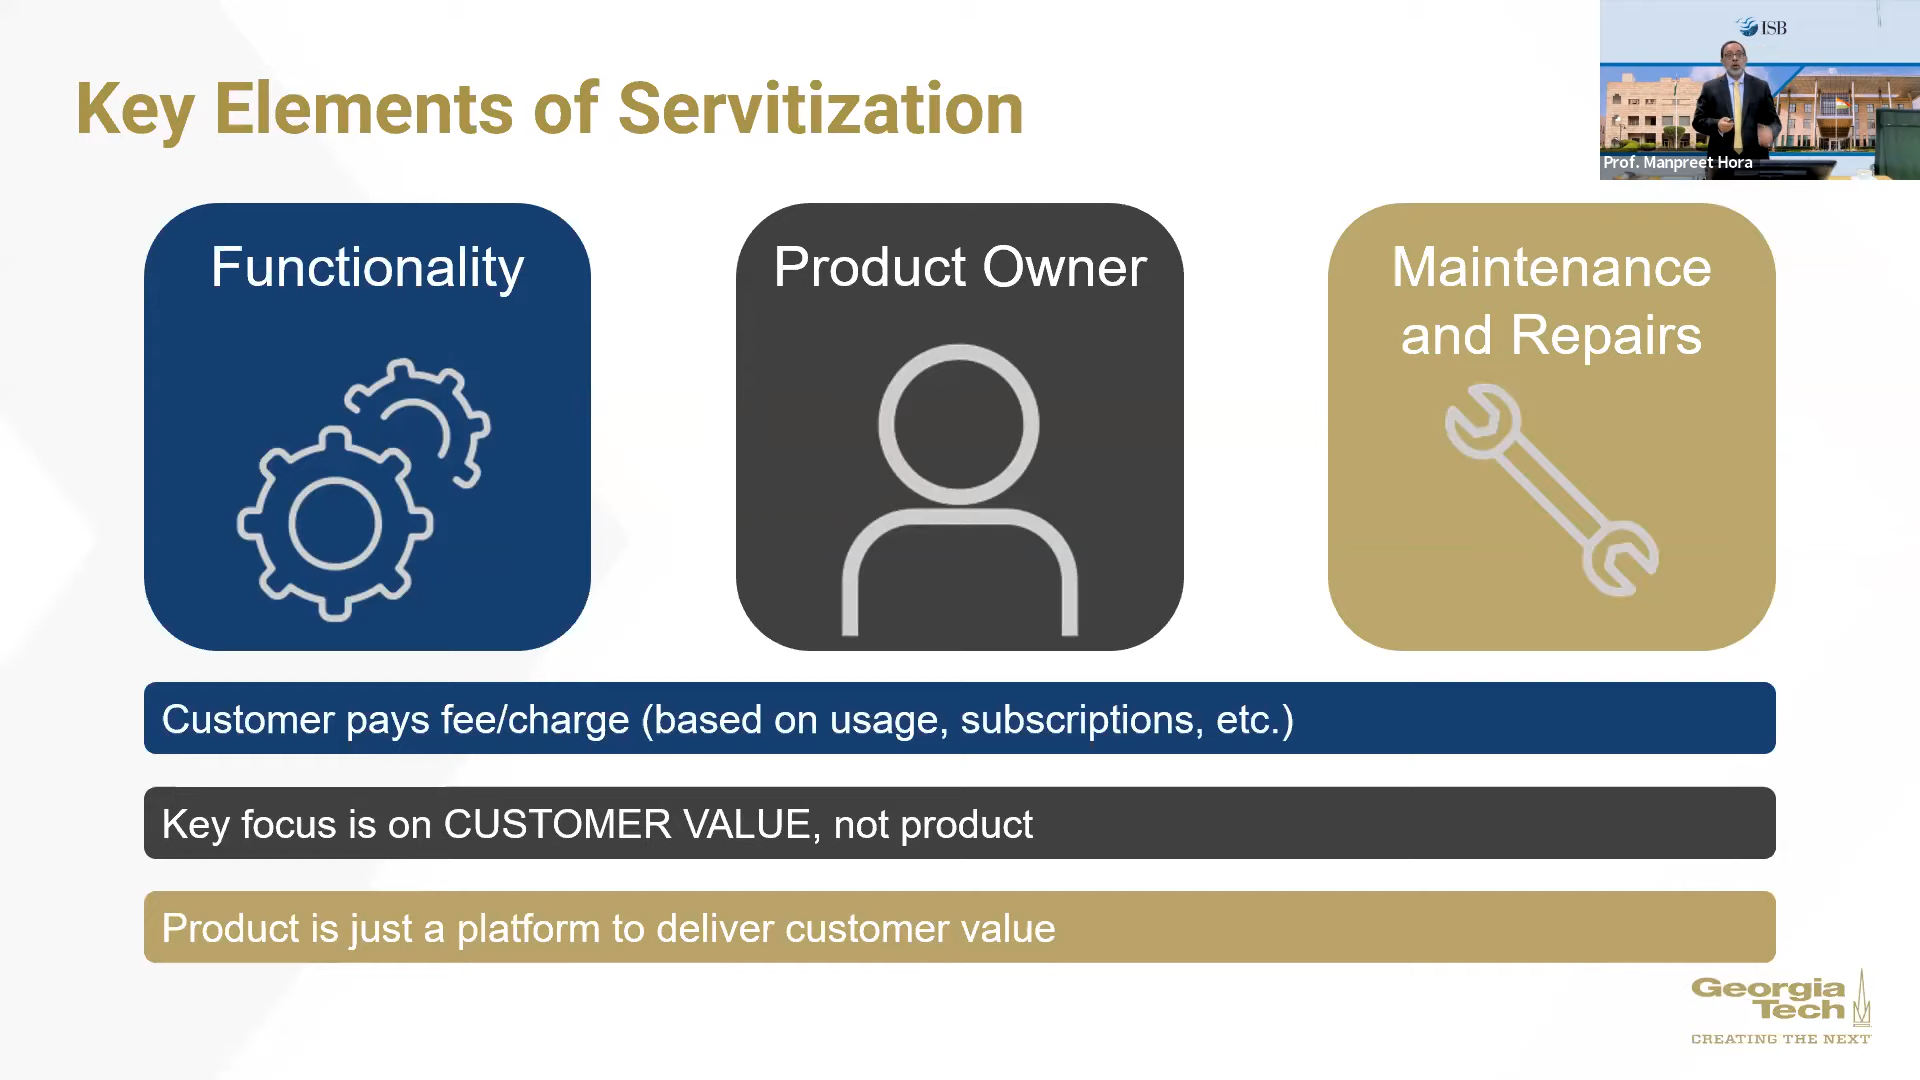 Key Elements of Servitization
ISB
Prof. Manpreet Hora
Functionality
Product Owner
Maintenance
and Repairs
Customer pays fee/charge (based on usage, subscriptions, etc.)
Key focus is on CUSTOMER VALUE, not product
Product is just a platform to deliver customer value
Georgia
Tech
CREATING THE NEXT